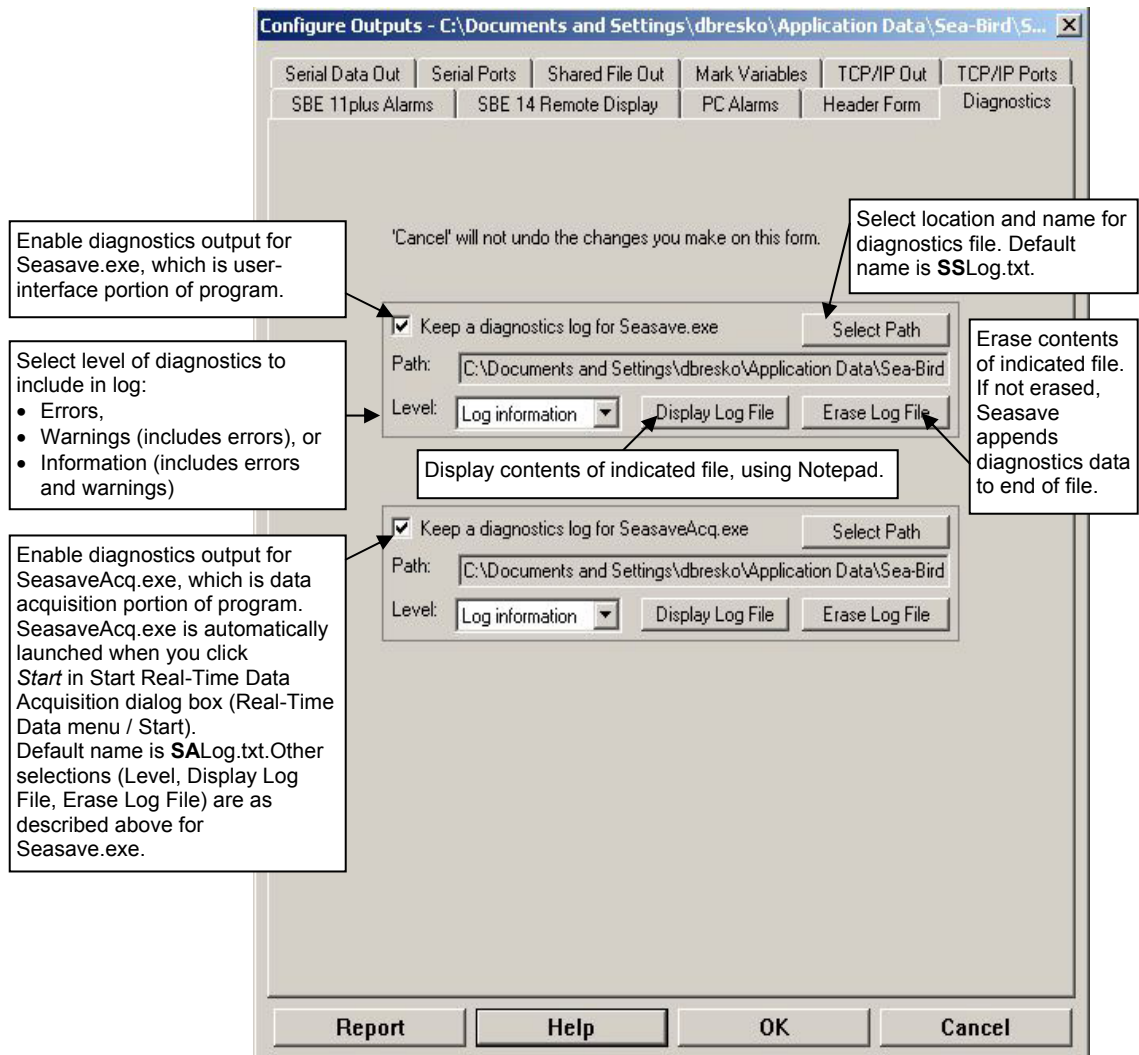 Configure Outputs - C:\Documents and Settings\dbresko\Application Data\Sea-Bird\S...
Serial Data Out
Serial Ports
Shared File Out
Mark Variables
TCP/IP Out
TCP/IP Ports
SBE 11plus Alarms
SBE 14 Remote Display
PC Alarms
Header Form
Diagnostics
'Cancel' will not undo the changes you make on this form.
Enable diagnostics output for
Seasave.exe, which is user-
interface portion of program.
Select location and name for
diagnostics file. Default
name is SSLog.txt.
Keep a diagnostics log for Seasave.exe
Select Path
Path:
C:\Documents and Settings\dbresko\Application Data\Sea-Bird
Level:
Log information
Display Log File
Erase Log File
Select level of diagnostics to
include in log:
• Errors,
• Warnings (includes errors), or
• Information (includes errors
and warnings)
Erase contents
of indicated file.
If not erased,
Seasave
appends
diagnostics data
to end of file.
Display contents of indicated file, using Notepad.
Keep a diagnostics log for SeasaveAcq.exe
Select Path
Path:
C:\Documents and Settings\dbresko\Application Data\Sea-Bird
Level:
Log information
Display Log File
Erase Log File
Enable diagnostics output for
SeasaveAcq.exe, which is data
acquisition portion of program.
SeasaveAcq.exe is automatically
launched when you click
Start in Start Real-Time Data
Acquisition dialog box (Real-Time
Data menu / Start).
Default name is SALog.txt.Other
selections (Level, Display Log
File, Erase Log File) are as
described above for
Seasave.exe.
Report
Help
OK
Cancel